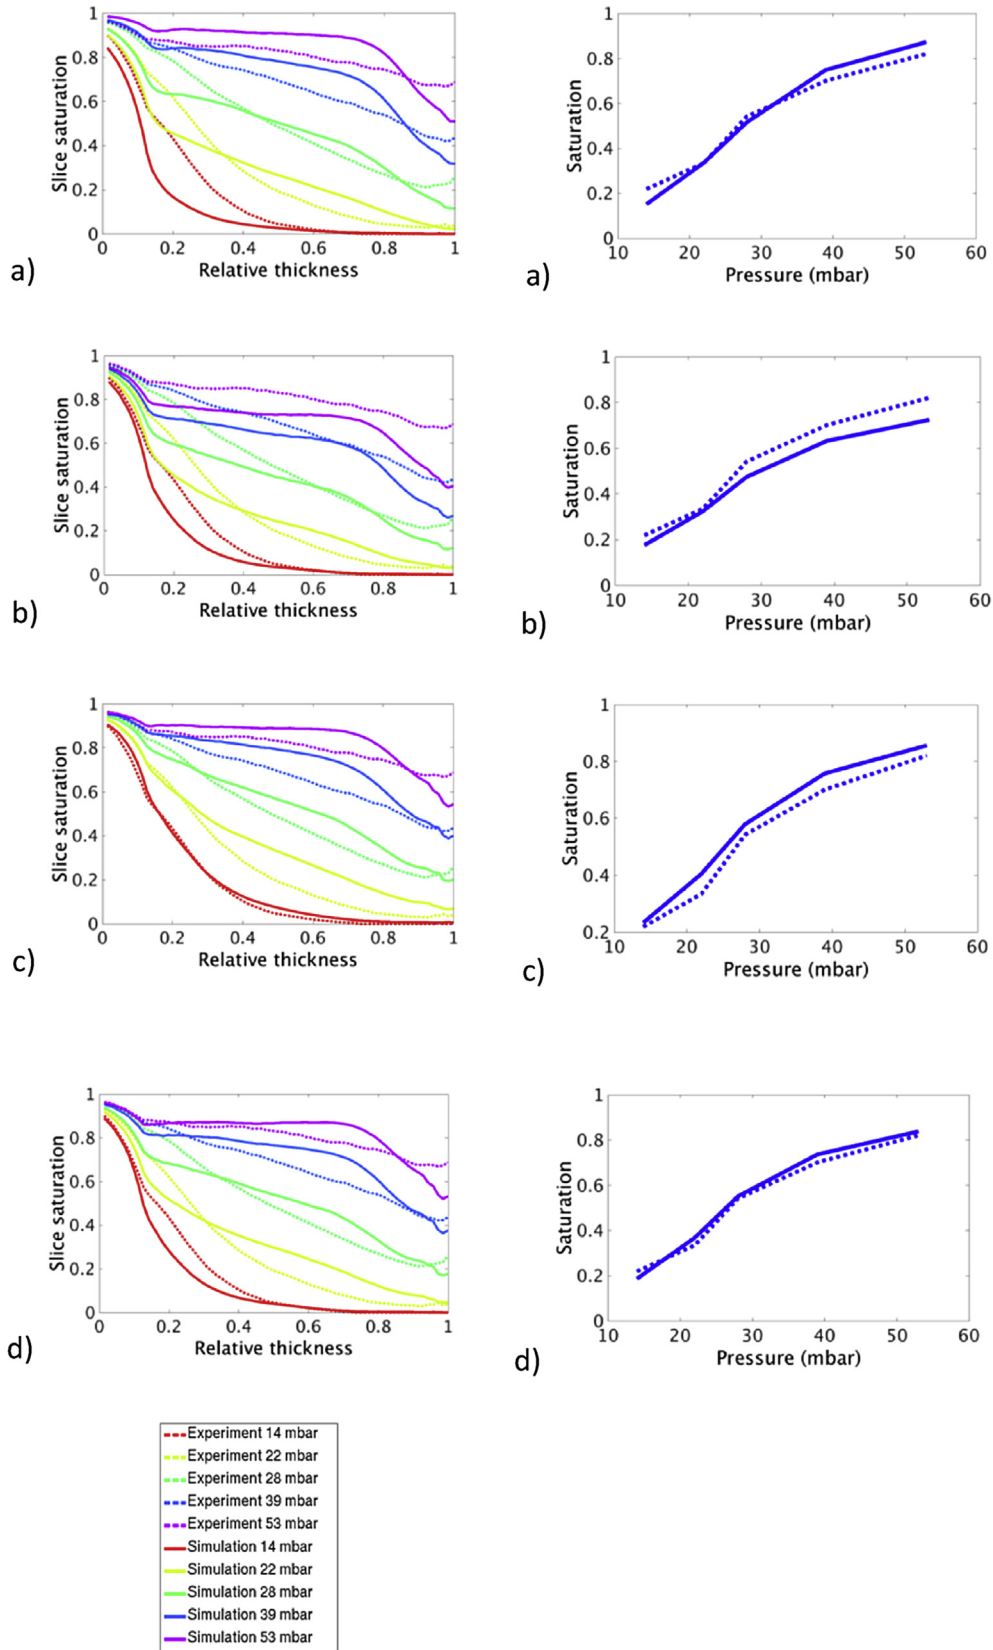 1
0.8
0.6
0.4
0.2
0
Slice saturation
0 0.2 0.4 0.6 0.8 1
Relative thickness
a)
1
0.8
0.6
0.4
0.2
0
Saturation
10 20 30 40 50 60
Pressure (mbar)
a)
1
0.8
0.6
0.4
0.2
0
Slice saturation
0 0.2 0.4 0.6 0.8 1
Relative thickness
b)
1
0.8
0.6
0.4
0.2
0
Saturation
10 20 30 40 50 60
Pressure (mbar)
b)
1
0.8
0.6
0.4
0.2
0
Slice saturation
0 0.2 0.4 0.6 0.8 1
Relative thickness
c)
1
0.8
0.6
0.4
0.2
Saturation
10 20 30 40 50 60
Pressure (mbar)
c)
1
0.8
0.6
0.4
0.2
0
Slice saturation
0 0.2 0.4 0.6 0.8 1
Relative thickness
d)
1
0.8
0.6
0.4
0.2
0
Saturation
10 20 30 40 50 60
Pressure (mbar)
d)
Experiment 14 mbar
Experiment 22 mbar
Experiment 28 mbar
Experiment 39 mbar
Experiment 53 mbar
Simulation 14 mbar
Simulation 22 mbar
Simulation 28 mbar
Simulation 39 mbar
Simulation 53 mbar